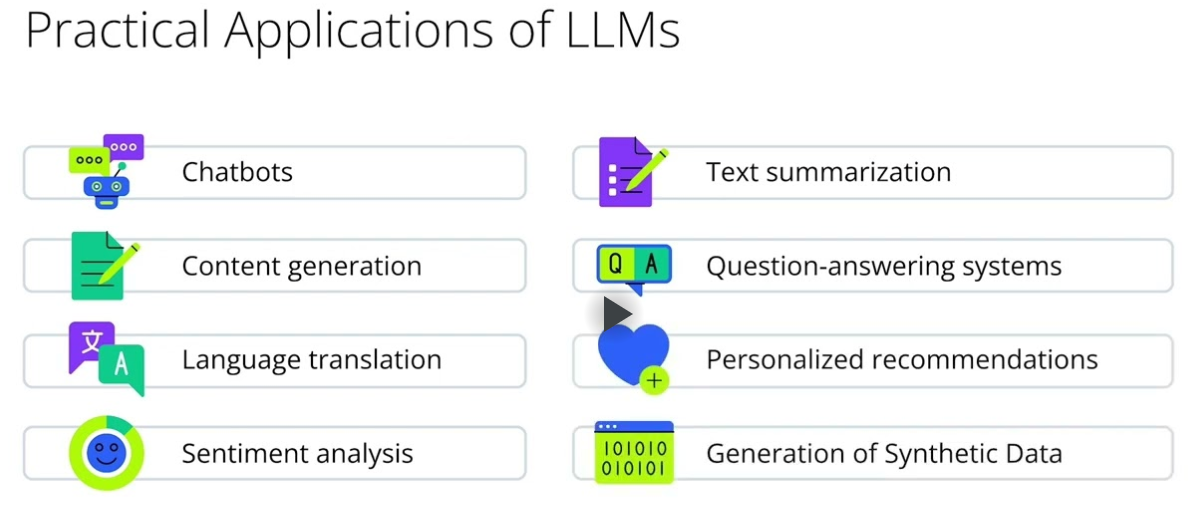 Practical Applications of LLMs
Chatbots
Content generation
文
A
Language translation
Sentiment analysis
Text summarization
Q A
Question-answering systems
Personalized recommendations
+
101010
010101
Generation of Synthetic Data